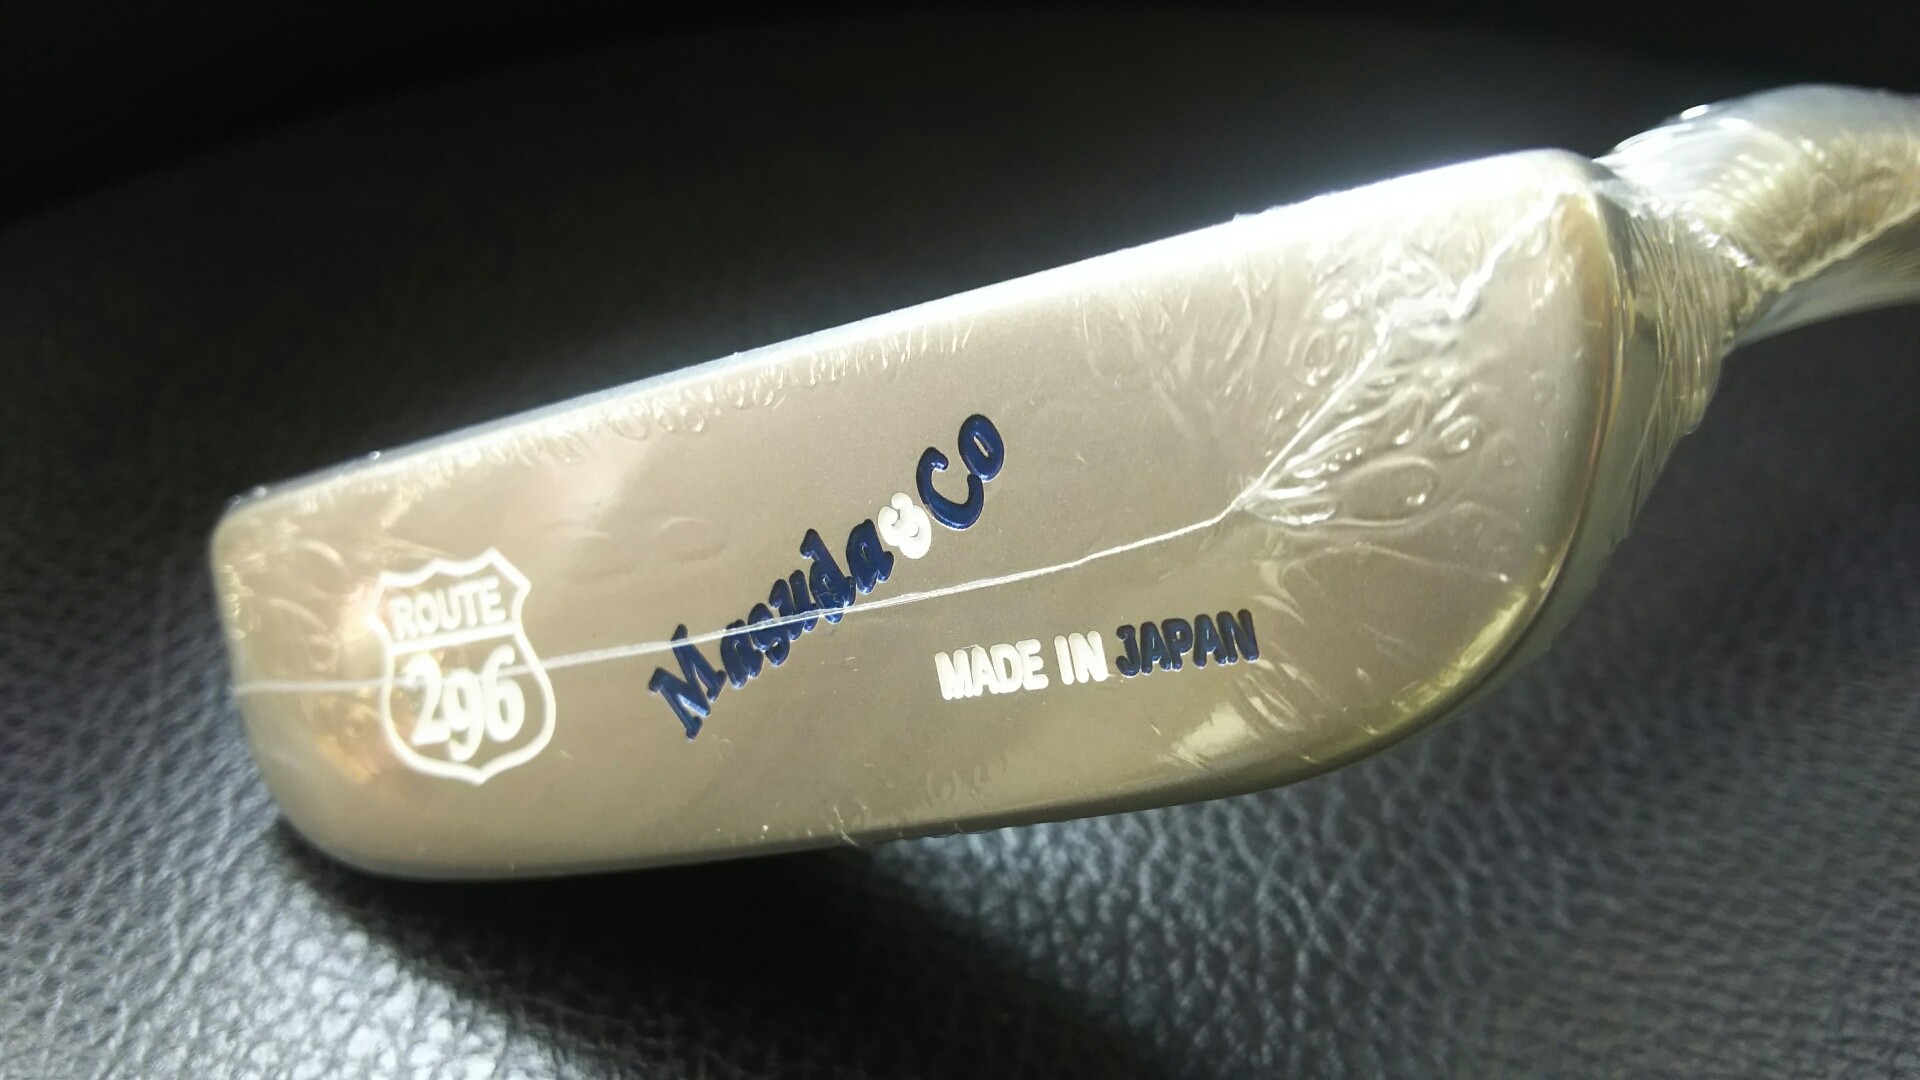 ROUTE
296
Masuda & Co
MADE IN JAPAN